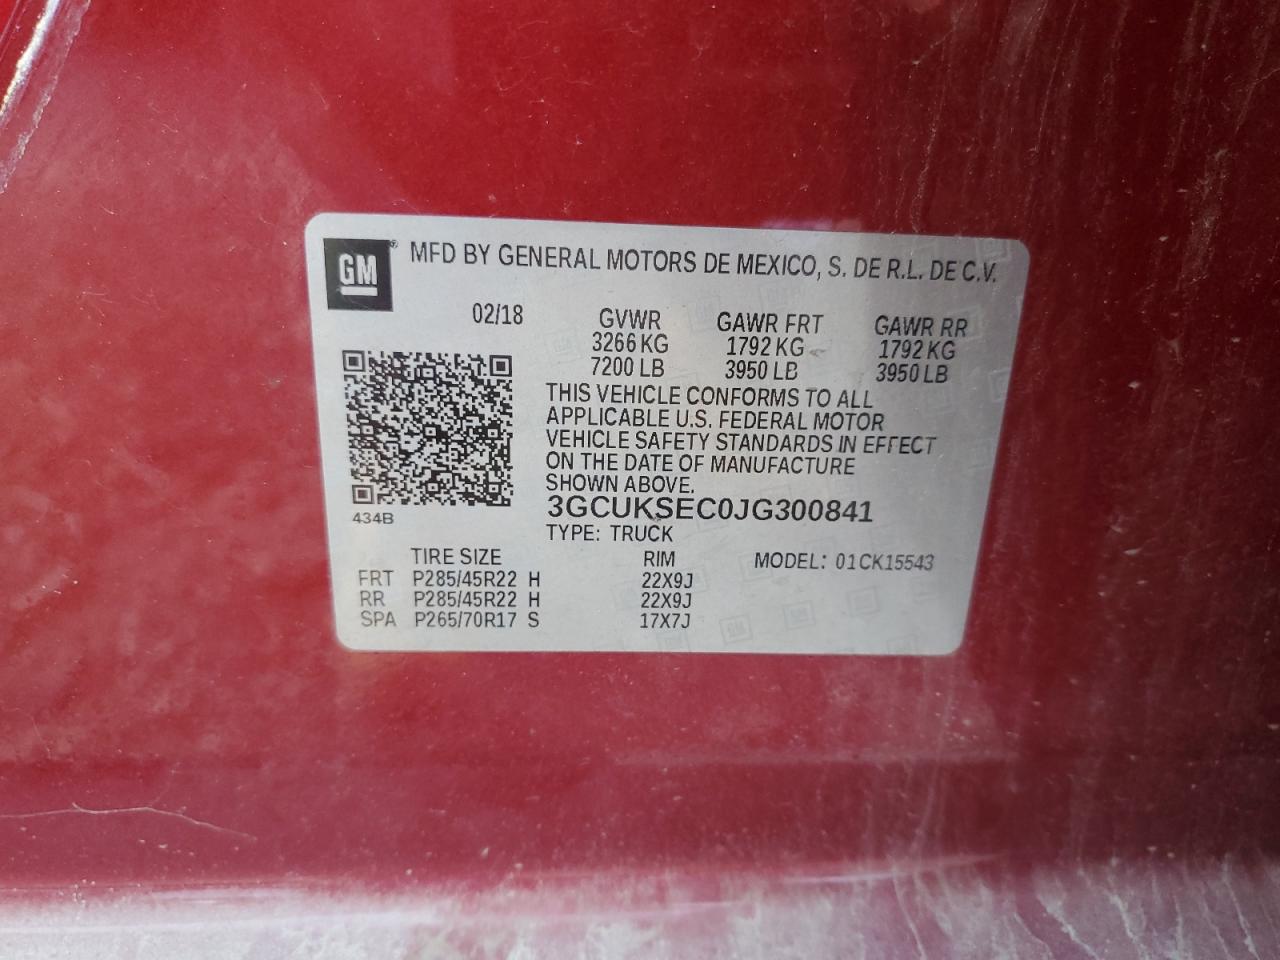 GM® MFD BY GENERAL MOTORS DE MEXICO, S. DE R.L. DE C.V.
02/18 GVWR GAWR FRT GAWR RR
3266 KG 1792 KG 1792 KG
7200 LB 3950 LB 3950 LB
THIS VEHICLE CONFORMS TO ALL
APPLICABLE U.S. FEDERAL MOTOR
VEHICLE SAFETY STANDARDS IN EFFECT
ON THE DATE OF MANUFACTURE
SHOWN ABOVE.
3GCUKSEC0JG300841
434B
TYPE: TRUCK
TIRE SIZE RIM MODEL: 01CK15543
FRT P285/45R22 H 22X9J
RR P285/45R22 H 22X9J
SPA P265/70R17 S 17X7J